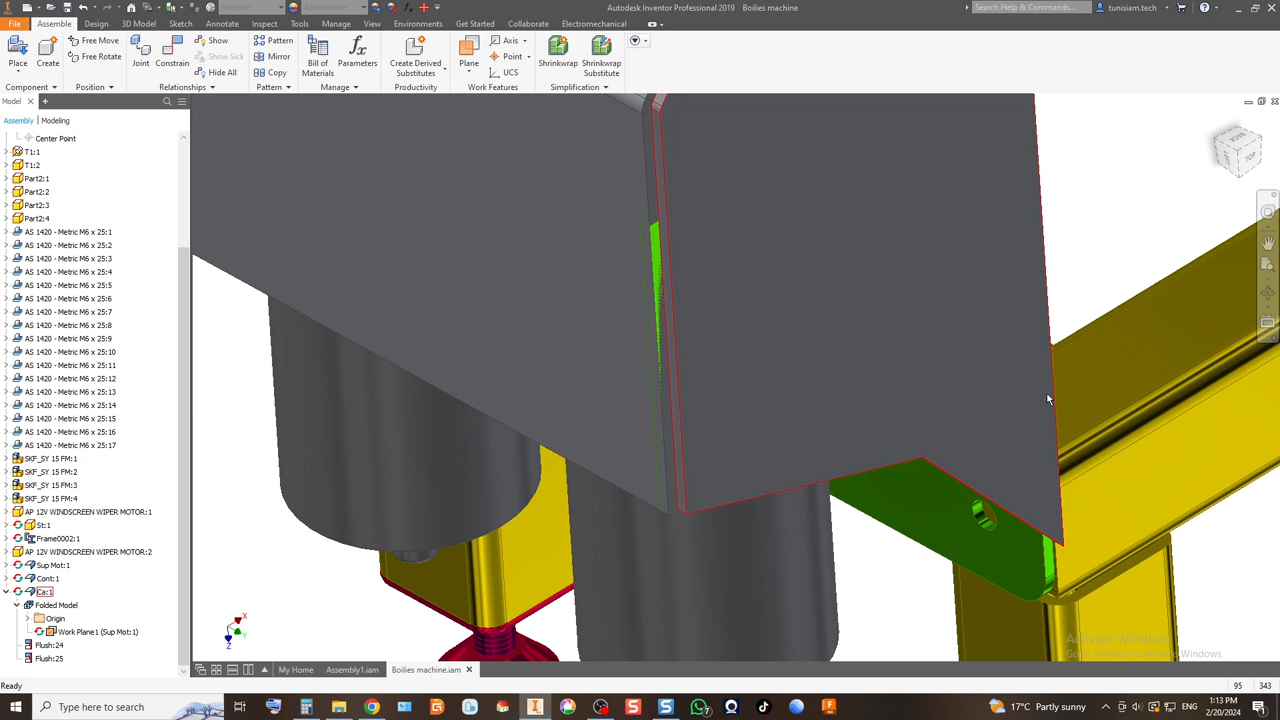 Material
Appearance
Autodesk Inventor Professional 2019   Boilies machine
Search Help & Commands...
tunisiam.tech
File
Assemble
Design
3D Model
Sketch
Annotate
Inspect
Tools
Manage
View
Environments
Get Started
Collaborate
Electromechanical
Place
Create
Free Move
Free Rotate
Joint
Constrain
Show
Show Sick
Hide All
Pattern
Mirror
Copy
Bill of Materials
Parameters
Create Derived Substitutes
Plane
Axis
Point
UCS
Shrinkwrap
Shrinkwrap Substitute
Component
Position
Relationships
Pattern
Manage
Productivity
Work Features
Simplification
Model
Assembly
Modeling
Center Point
T1:1
T1:2
Part2:1
Part2:2
Part2:3
Part2:4
AS 1420 - Metric M6 x 25:1
AS 1420 - Metric M6 x 25:2
AS 1420 - Metric M6 x 25:3
AS 1420 - Metric M6 x 25:4
AS 1420 - Metric M6 x 25:5
AS 1420 - Metric M6 x 25:6
AS 1420 - Metric M6 x 25:7
AS 1420 - Metric M6 x 25:8
AS 1420 - Metric M6 x 25:9
AS 1420 - Metric M6 x 25:10
AS 1420 - Metric M6 x 25:11
AS 1420 - Metric M6 x 25:12
AS 1420 - Metric M6 x 25:13
AS 1420 - Metric M6 x 25:14
AS 1420 - Metric M6 x 25:15
AS 1420 - Metric M6 x 25:16
AS 1420 - Metric M6 x 25:17
SKF_SY 15 FM:1
SKF_SY 15 FM:2
SKF_SY 15 FM:3
SKF_SY 15 FM:4
AP 12V WINDSCREEN WIPER MOTOR:1
St:1
Frame0002:1
AP 12V WINDSCREEN WIPER MOTOR:2
Sup Mot:1
Cont:1
Ca:1
Folded Model
Origin
Work Plane1 (Sup Mot:1)
Flush:24
Flush:25
TOP
X
Y
Z
Activate Windows
Go to Settings to activate Windows.
My Home
Assembly1.iam
Boilies machine.iam
Ready
95
343
Type here to search
17°C Partly sunny
1:13 PM
2/20/2024